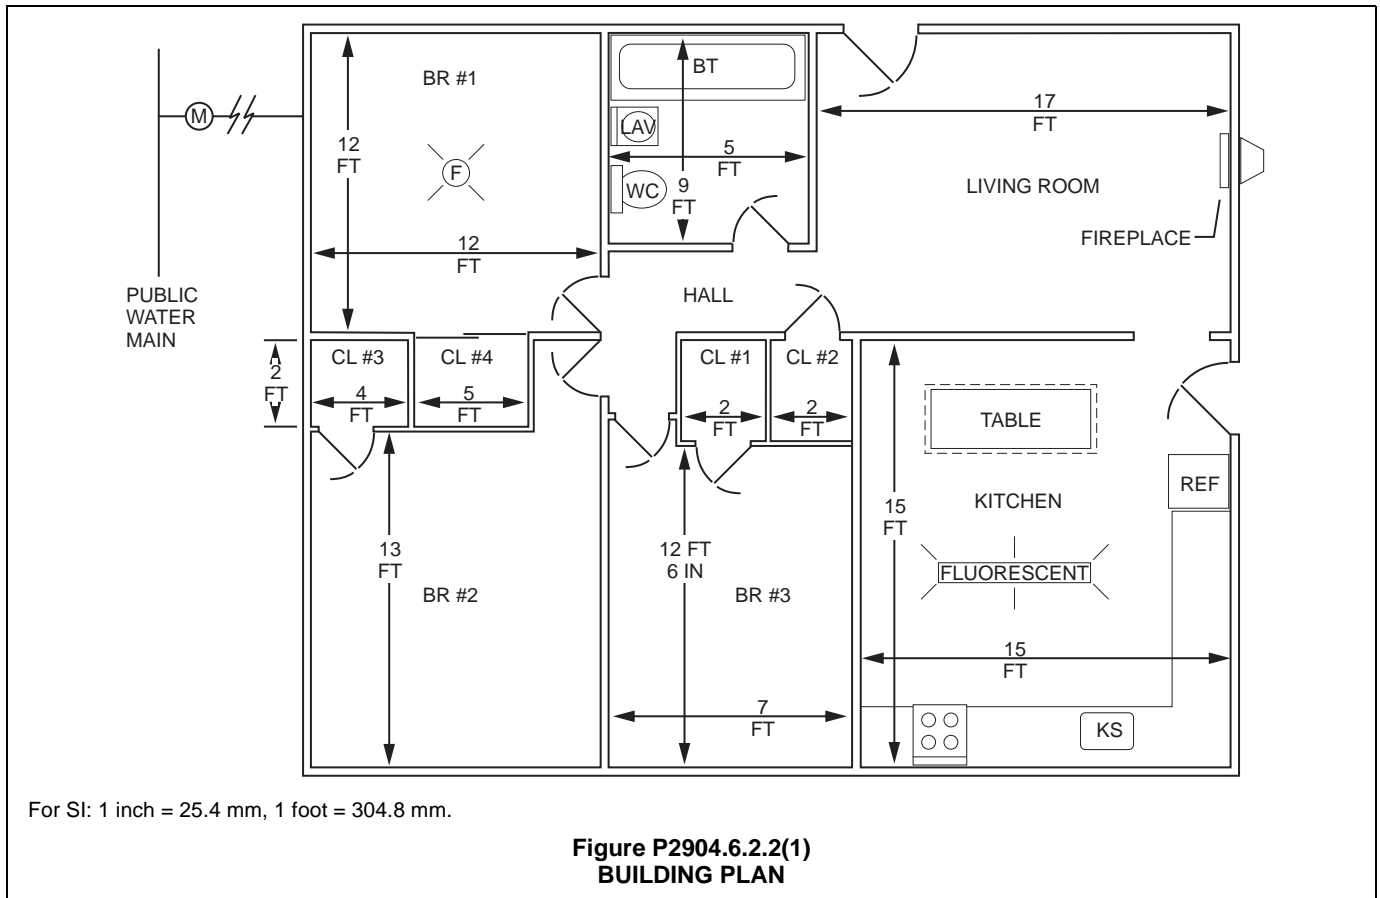 BR #1
BT
LAV
WC
M
F
12
FT
12
FT
5
FT
9
FT
17
FT
LIVING ROOM
FIREPLACE
PUBLIC
WATER
MAIN
HALL
CL #3
CL #4
CL #1
CL #2
2
FT
4
FT
5
FT
2
FT
2
FT
TABLE
REF
KITCHEN
15
FT
13
FT
12 FT
6 IN
FLUORESCENT
BR #2
BR #3
15
FT
7
FT
KS
For SI: 1 inch = 25.4 mm, 1 foot = 304.8 mm.
Figure P2904.6.2.2(1)
BUILDING PLAN